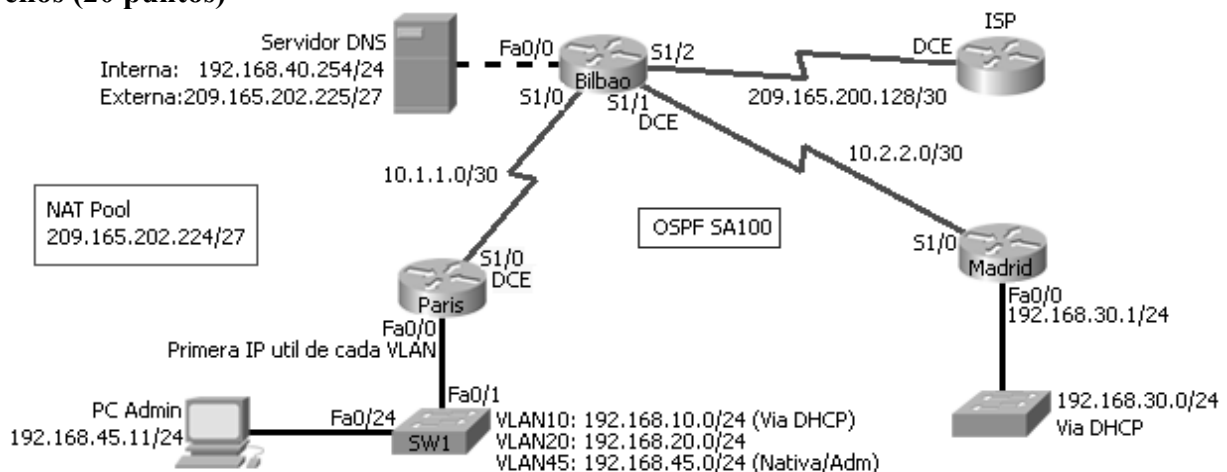 (20 puntos)
Servidor DNS
Interna: 192.168.40.254/24
Externa:209.165.202.225/27
Fa0/0
Bilbao
S1/2
S1/0
S1/1
DCE
ISP
DCE
209.165.200.128/30
10.1.1.0/30
10.2.2.0/30
NAT Pool
209.165.202.224/27
OSPF SA100
S1/0
DCE
Paris
Fa0/0
Primera IP util de cada VLAN
S1/0
Madrid
Fa0/0
192.168.30.1/24
PC Admin
192.168.45.11/24
Fa0/24
Fa0/1
SW1
VLAN10: 192.168.10.0/24 (Via DHCP)
VLAN20: 192.168.20.0/24
VLAN45: 192.168.45.0/24 (Nativa/Adm)
192.168.30.0/24
Via DHCP